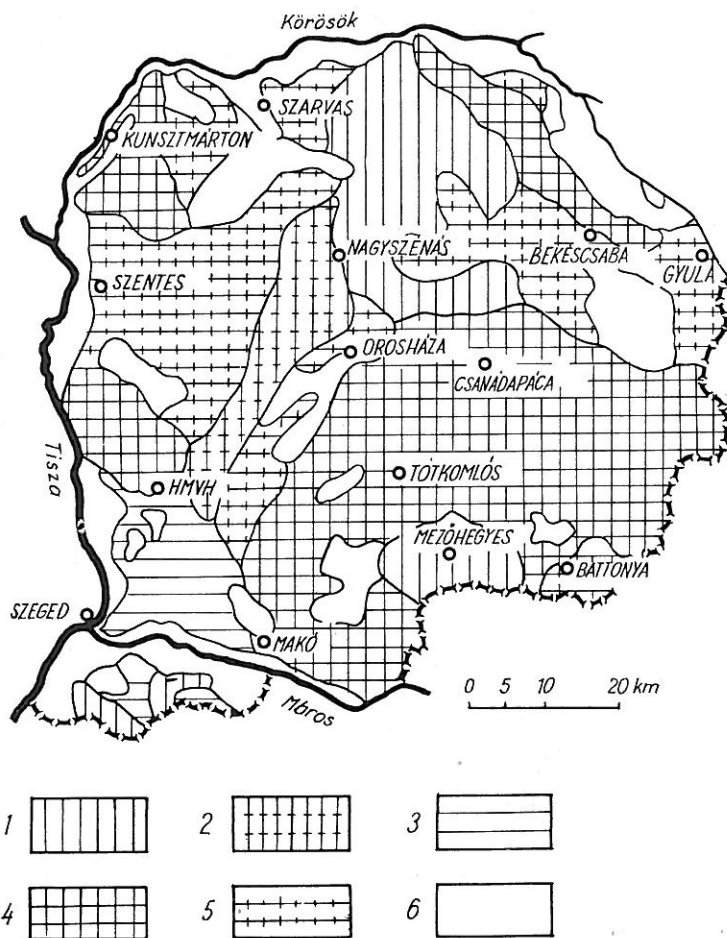 Körösök
SZARVAS
KUNSZTMÁRTON
NAGYSZÉNÁS
BÉKÉSCSABA
GYULA
SZENTES
OROSHÁZA
CSANÁDAPÁCA
Tisza
TÓTKOMLÓS
HMVH
MEZŐHEGYES
BATTONYA
SZEGED
MAKÓ
Maros
0 5 10 20 km
1 2 3
4 5 6